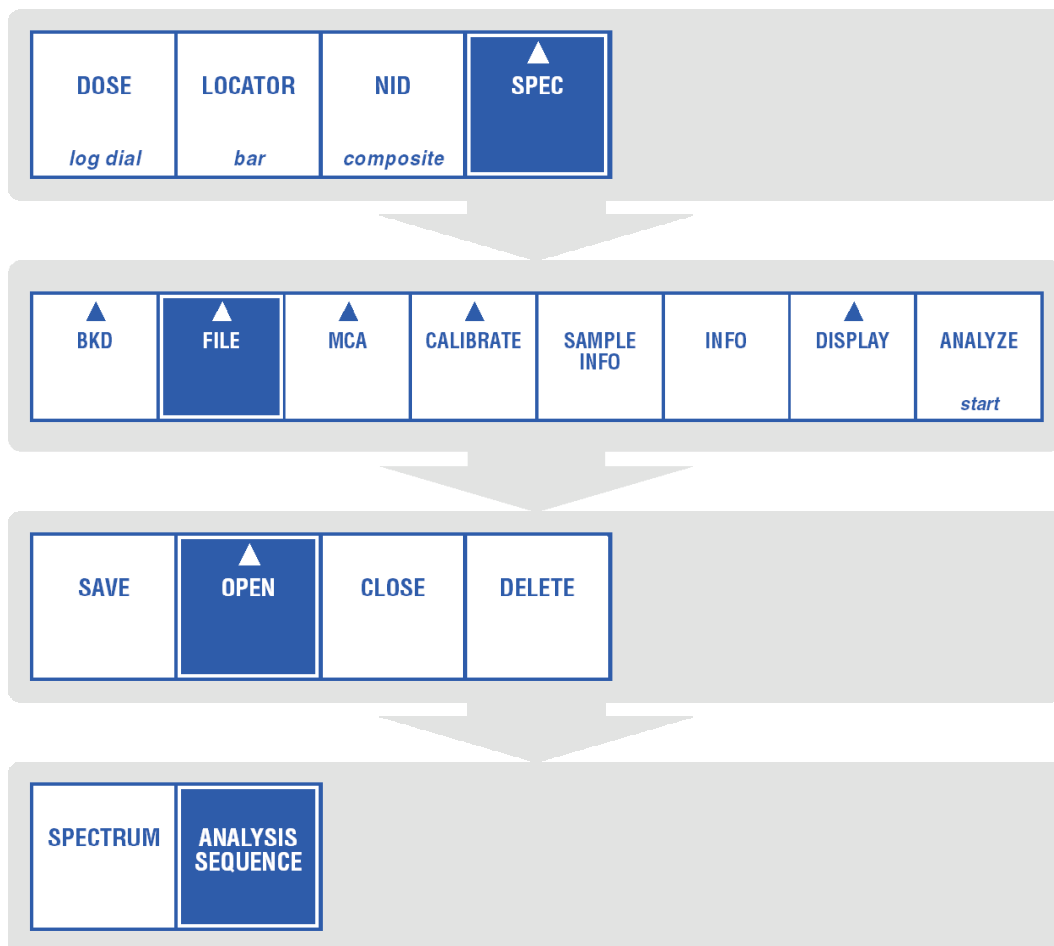 DOSE
log dial
LOCATOR
bar
NID
composite
SPEC
BKD
FILE
MCA
CALIBRATE
SAMPLE
INFO
INFO
DISPLAY
ANALYZE
start
SAVE
OPEN
CLOSE
DELETE
SPECTRUM
ANALYSIS
SEQUENCE